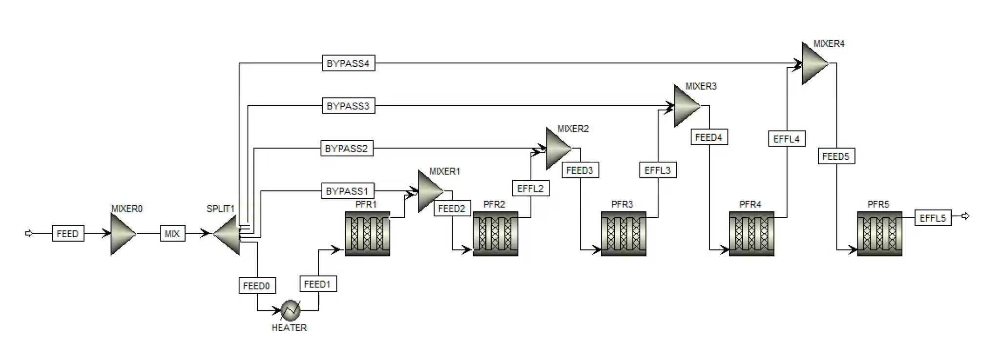 MIXER4
BYPASS4
MIXER3
BYPASS3
MIXER2
FEED4
EFFL4
BYPASS2
FEED5
MIXER1
FEED3
EFFL3
EFFL2
BYPASS1
PFR1
FEED2
PFR2
PFR3
PFR4
PFR5
MIXER0
SPLIT1
EFFL5
FEED
MIX
FEED0
FEED1
HEATER